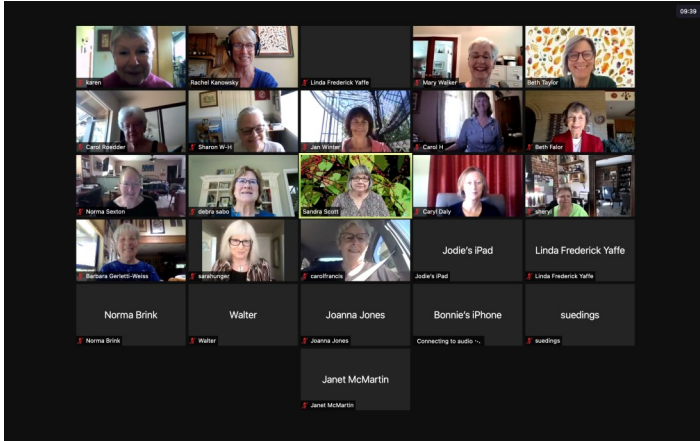 09:39
karen
Rachel Kanowsky
Linda Frederick Yaffe
Mary Walker
Beth Taylor
Carol Roedder
Sharon W-H
Jan Winter
Carol H
Beth Falor
Norma Sexton
debra sabo
Sandra Scott
Caryl Daly
sheryl
Barbara Gerletti-Weiss
sarahunger
carolfrancis
Jodie's iPad
Jodie's iPad
Linda Frederick Yaffe
Linda Frederick Yaffe
Norma Brink
Norma Brink
Walter
Walter
Joanna Jones
Joanna Jones
Bonnie's iPhone
Connecting to audio
suedings
suedings
Janet McMartin
Janet McMartin